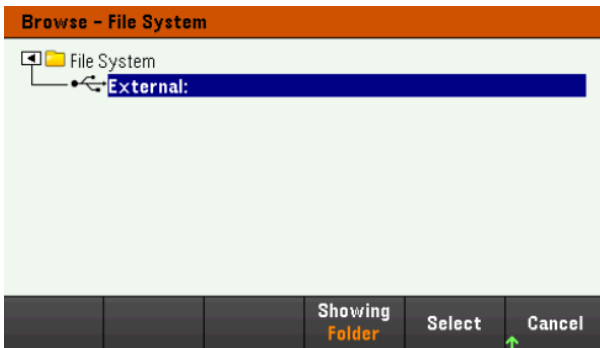 Browse - File System
File System
External:
Showing
Folder
Select
Cancel